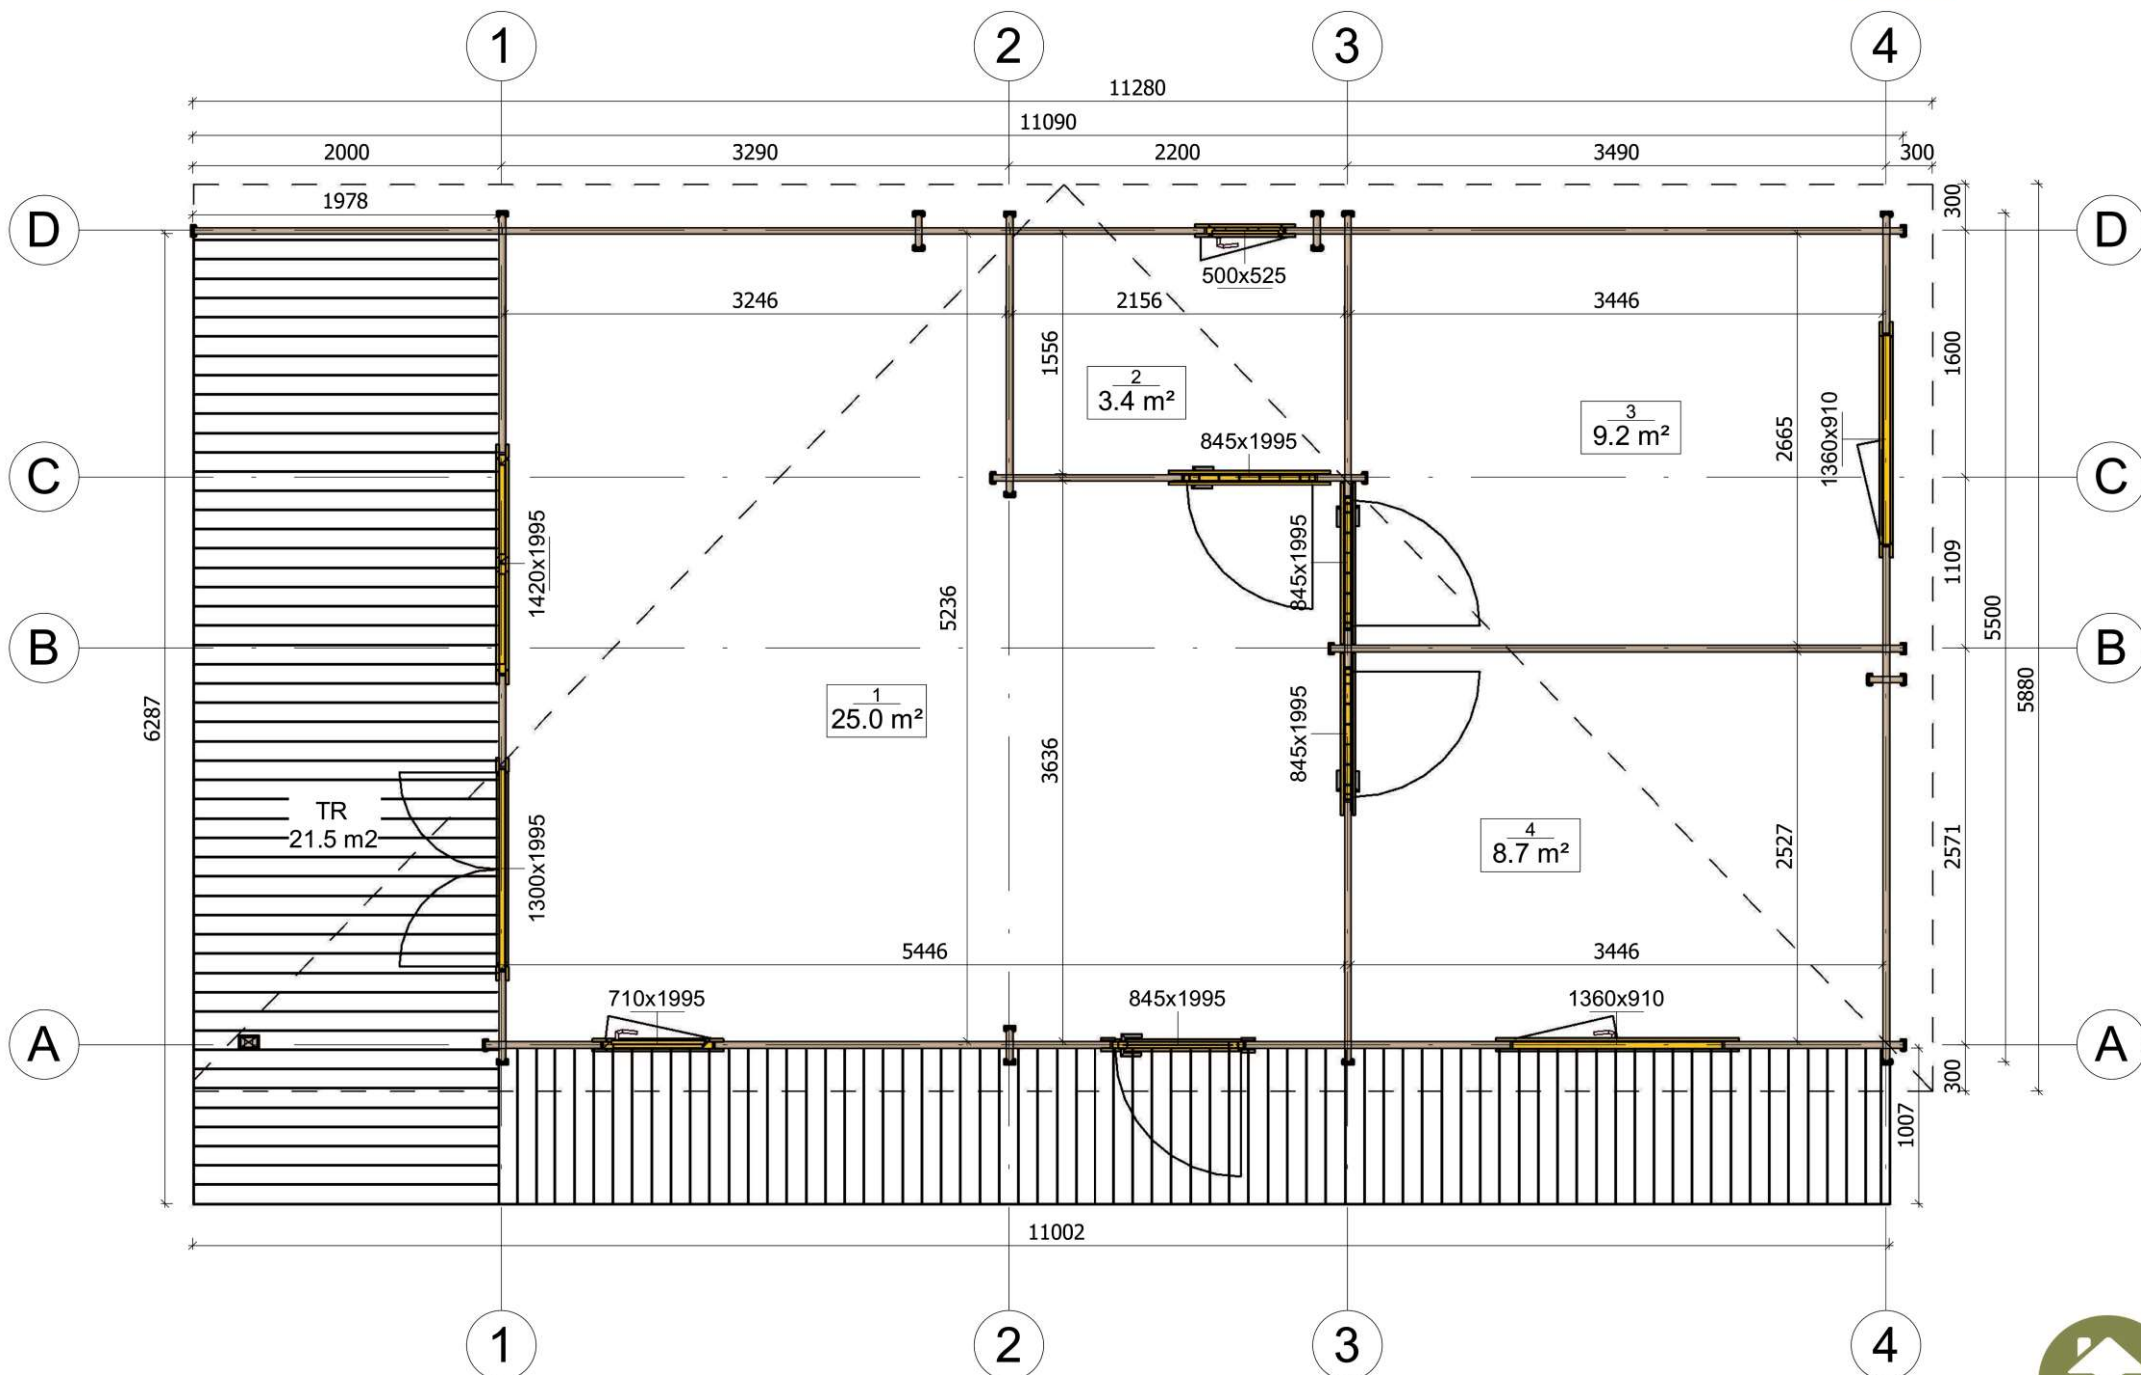 1 2 3 4
11280
11090
2000 3290 2200 3490 300
1978
300
D D
500x525
3246 2156 3446
1556
1600
2
3.4 m²
3
9.2 m²
1360x910
2665
845x1995
C C
1420x1995
845x1995
1109
5236
5500
B B
5880
6287
1
25.0 m²
845x1995
3636
TR
21.5 m2
1300x1995
4
8.7 m²
2527
2571
5446 3446
710x1995 845x1995 1360x910
A A
300
1007
11002
1 2 3 4